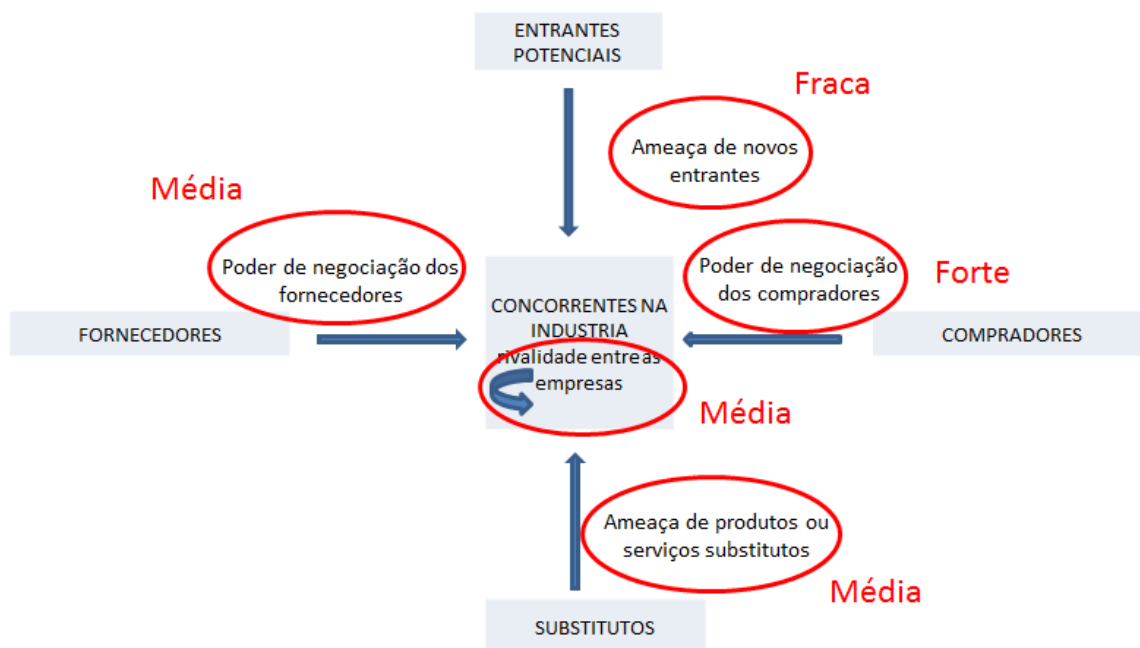 ENTRANTES
POTENCIAIS
Fraca
Ameaça de novos
entrantes
Média
Poder de negociação dos
fornecedores
Poder de negociação
dos compradores
Forte
FORNECEDORES
CONCORRENTES NA
INDUSTRIA
rivalidade entre as
empresas
COMPRADORES
Média
Ameaça de produtos ou
serviços substitutos
Média
SUBSTITUTOS